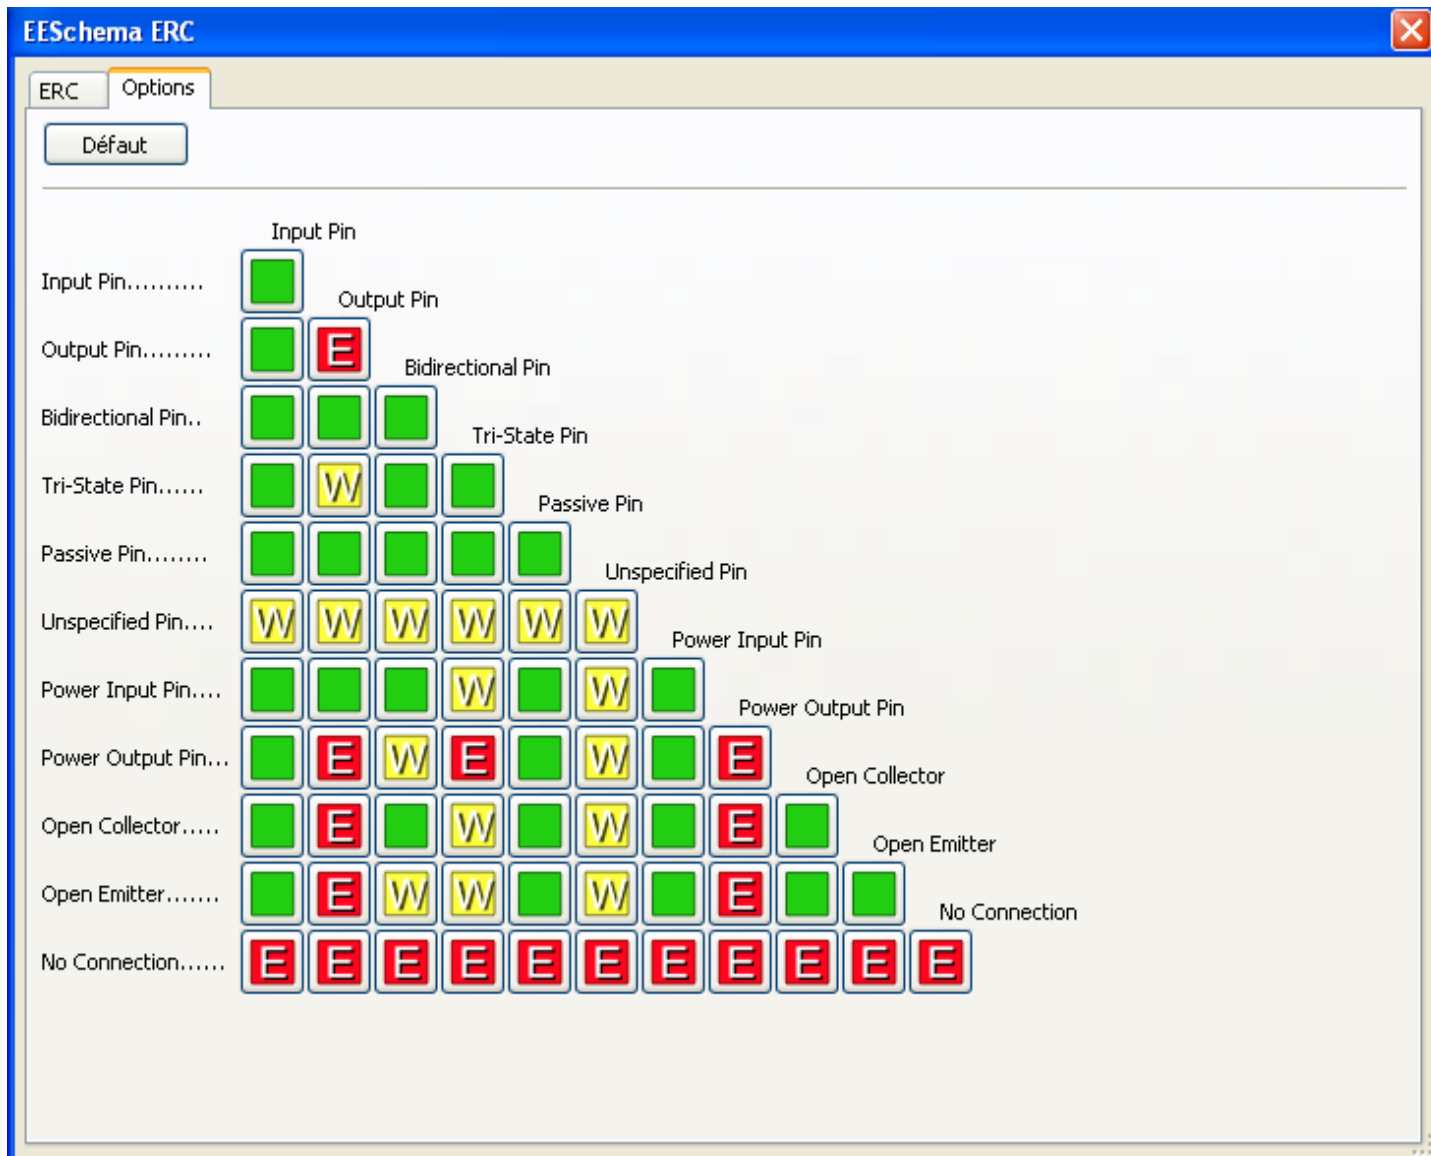 EESchema ERC
ERC Options
Défaut
Input Pin
Input Pin..........
Output Pin
Output Pin......... E
Bidirectional Pin
Bidirectional Pin..
Tri-State Pin
Tri-State Pin...... W
Passive Pin
Passive Pin........
Unspecified Pin
Unspecified Pin.... W W W W W W
Power Input Pin
Power Input Pin.... W W
Power Output Pin
Power Output Pin... E W E W E
Open Collector
Open Collector..... E W W E
Open Emitter
Open Emitter....... E W W W E
No Connection
No Connection...... E E E E E E E E E E E